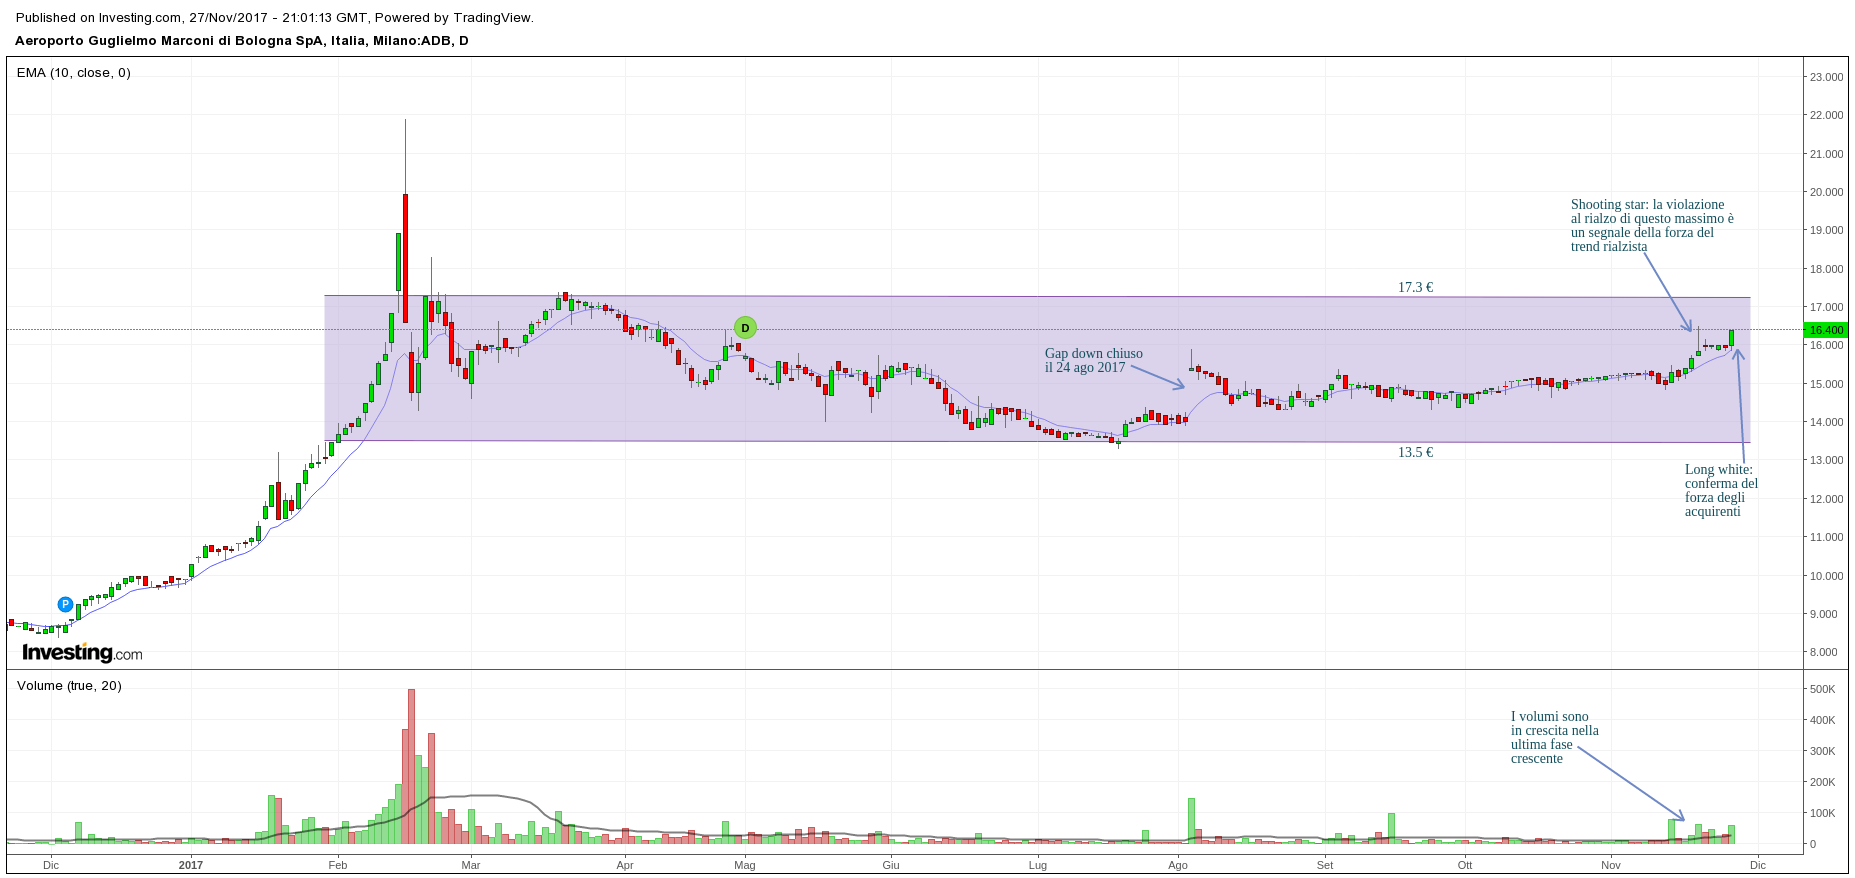 Published on Investing.com, 27/Nov/2017 - 21:01:13 GMT, Powered by TradingView.
Aeroporto Guglielmo Marconi di Bologna SpA, Italia, Milano:ADB, D
EMA (10, close, 0)
23.000
22.000
21.000
20.000
19.000
18.000
17.000
16.400
16.000
15.000
14.000
13.000
12.000
11.000
10.000
9.000
8.000
Shooting star: la violazione
al rialzo di questo massimo è
un segnale della forza del
trend rialzista
17.3 €
D
Gap down chiuso
il 24 ago 2017
13.5 €
Long white:
conferma del
forza degli
acquirenti
P
Investing.com
Volume (true, 20)
500K
400K
300K
200K
100K
0
I volumi sono
in crescita nella
ultima fase
crescente
Dic 2017 Feb Mar Apr Mag Giu Lug Ago Set Ott Nov Dic